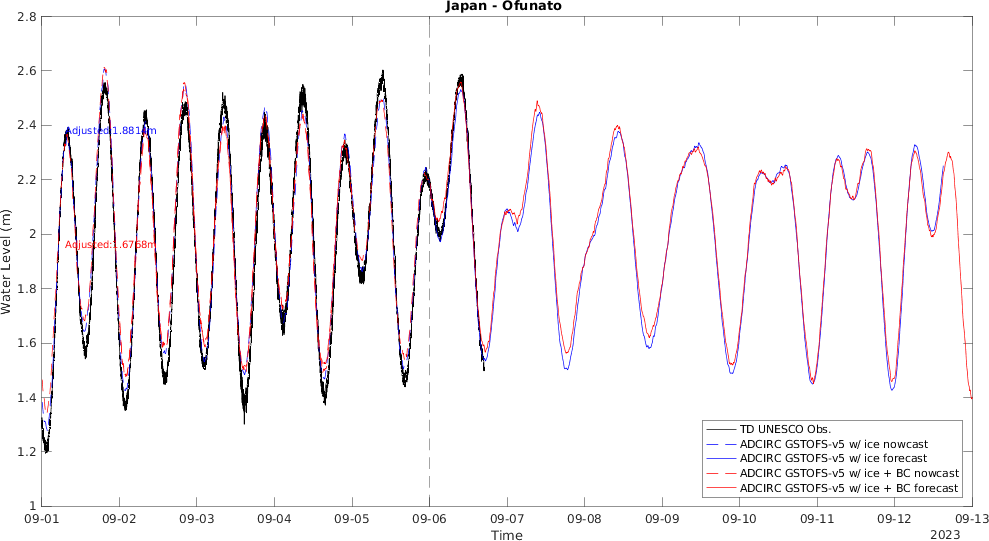 Japan - Ofunato
2.8
2.6
2.4
2.2
2
1.8
1.6
1.4
1.2
1
Water Level (m)
Adjusted:1.8814m
Adjusted:1.6768m
TD UNESCO Obs.
ADCIRC GSTOFS-v5 w/ ice nowcast
ADCIRC GSTOFS-v5 w/ ice forecast
ADCIRC GSTOFS-v5 w/ ice + BC nowcast
ADCIRC GSTOFS-v5 w/ ice + BC forecast
09-01 09-02 09-03 09-04 09-05 09-06 09-07 09-08 09-09 09-10 09-11 09-12 09-13
Time
2023